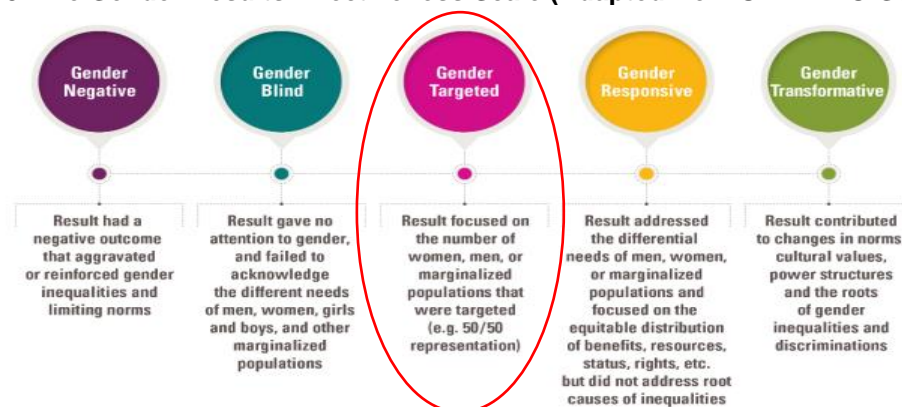 Gender
Negative
Gender
Blind
Gender
Targeted
Gender
Responsive
Gender
Transformative
Result had a
negative outcome
that aggravated
or reinforced gender
inequalities and
limiting norms
Result gave no
attention to gender,
and failed to
acknowledge
the different needs
of men, women, girls
and boys, and other
marginalized
populations
Result focused on
the number of
women, men, or
marginalized
populations that
were targeted
(e.g. 50/50
representation)
Result addressed
the differential
needs of men, women,
or marginalized
populations and
focused on the
equitable distribution
of benefits, resources,
status, rights, etc.
but did not address root
causes of inequalities
Result contributed
to changes in norms
cultural values,
power structures
and the roots
of gender
inequalities and
discriminations